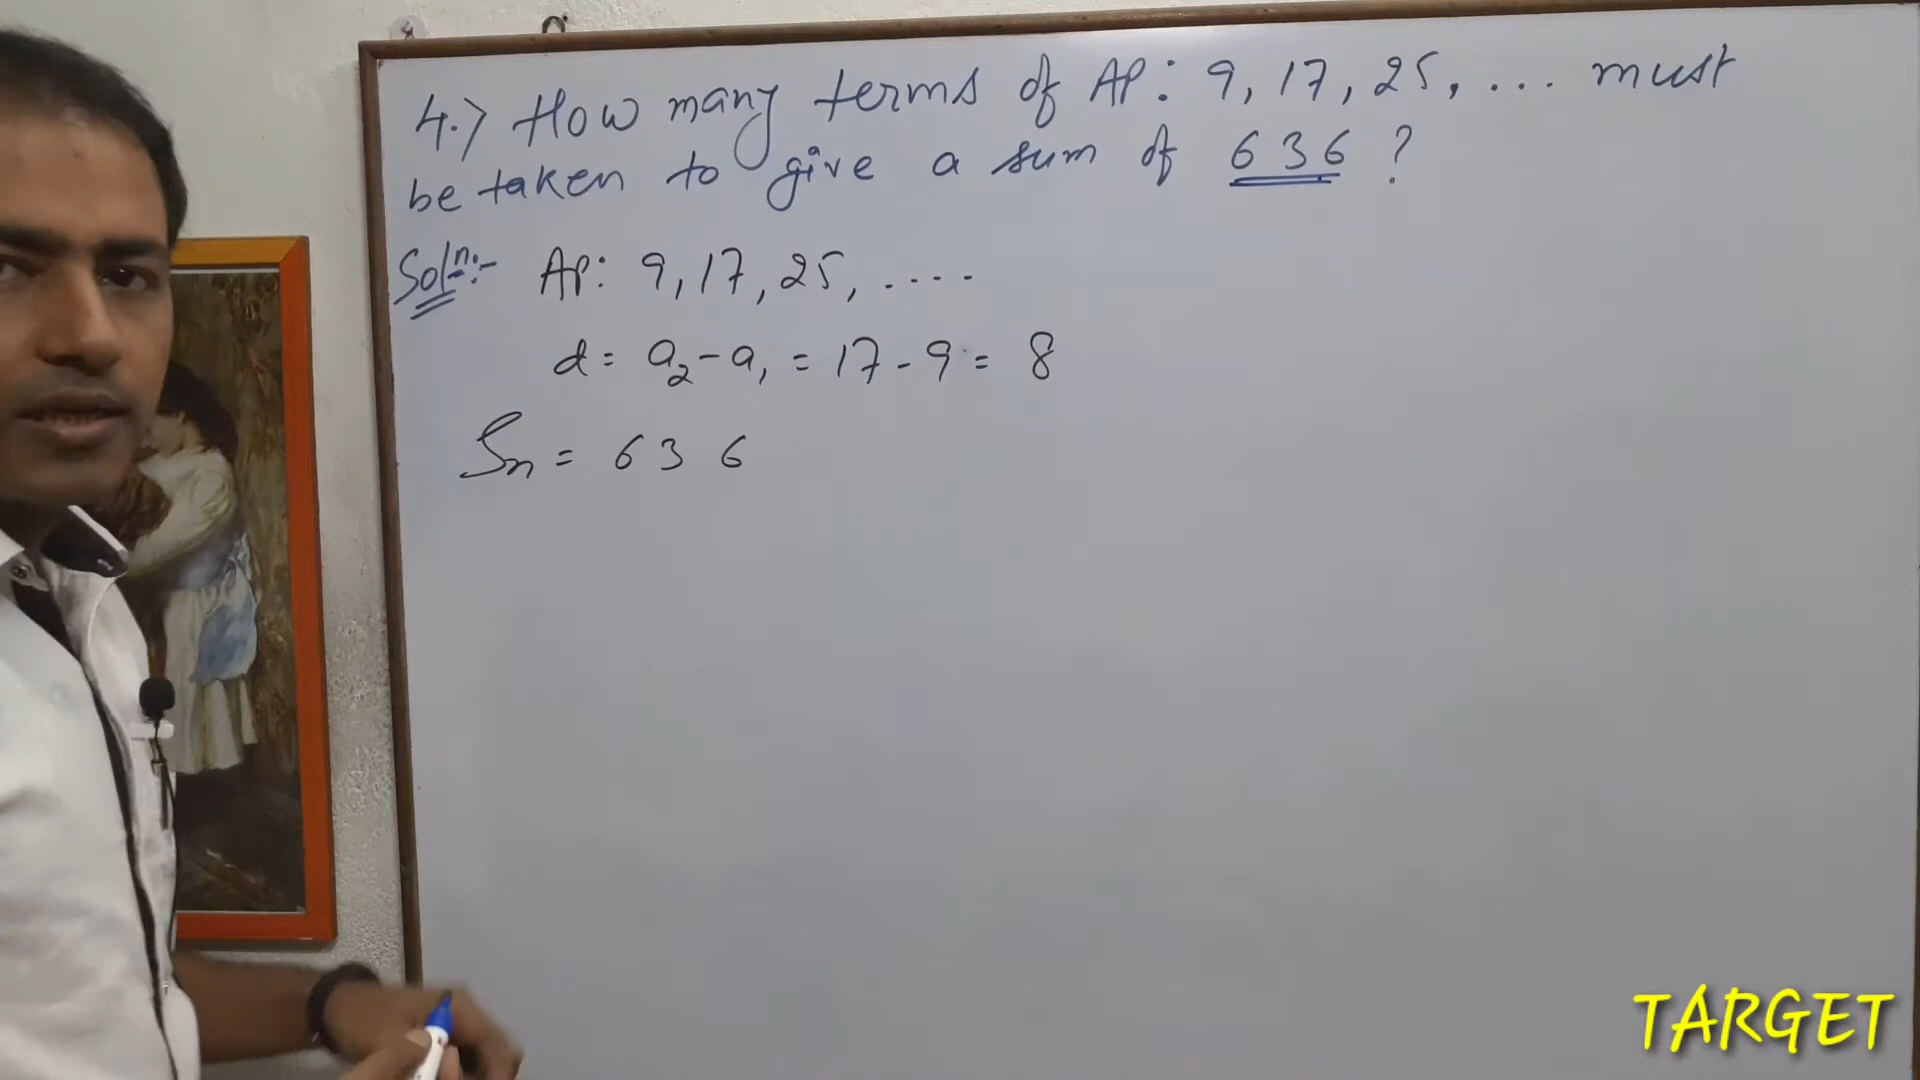 4.) How many terms of AP: 9, 17, 25, ... must
be taken to give a sum of 636 ?
Solⁿ:- AP: 9, 17, 25, ....
d = a₂ - a₁ = 17 - 9 = 8
Sn = 636
TARGET